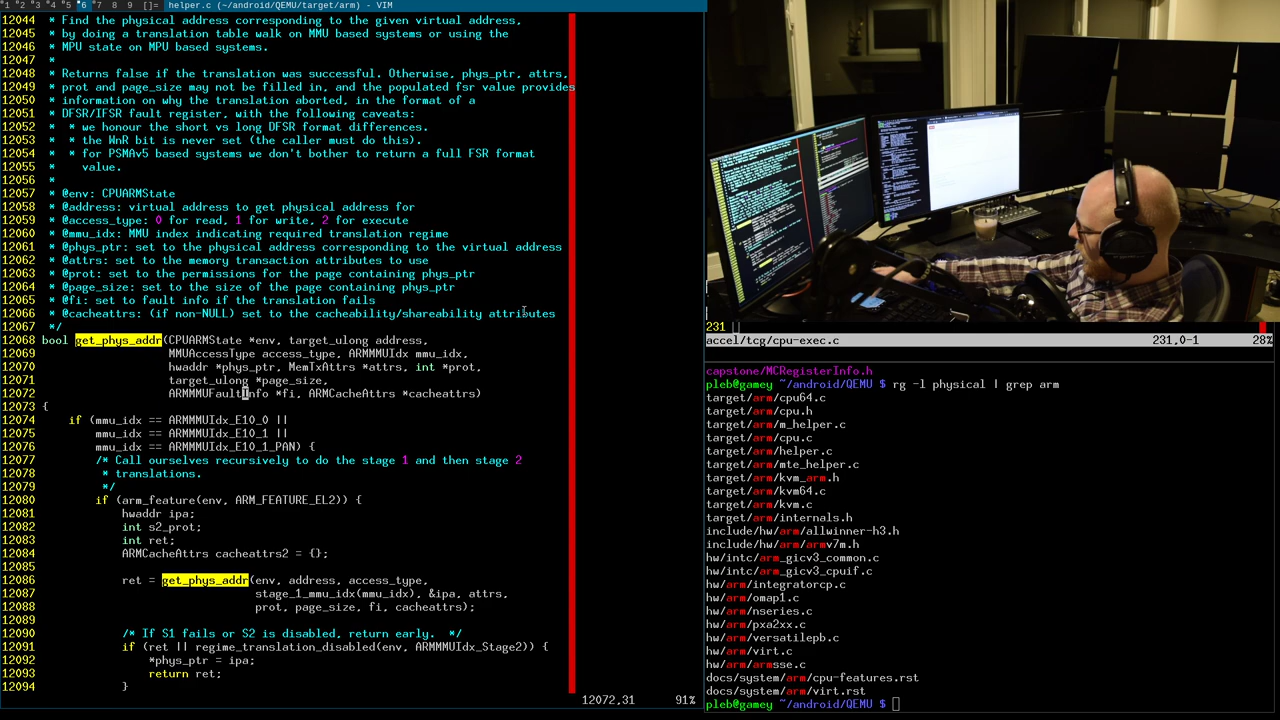 *1 *2 *3 *4 *5 *6 *7 8 9 []= helper.c (~/android/QEMU/target/arm) - VIM
12044  * Find the physical address corresponding to the given virtual address,
12045  * by doing a translation table walk on MMU based systems or using the
12046  * MPU state on MPU based systems.
12047  *
12048  * Returns false if the translation was successful. Otherwise, phys_ptr, attrs,
12049  * prot and page_size may not be filled in, and the populated fsr value provides
12050  * information on why the translation aborted, in the format of a
12051  * DFSR/IFSR fault register, with the following caveats:
12052  *  * we honour the short vs long DFSR format differences.
12053  *  * the WnR bit is never set (the caller must do this).
12054  *  * for PSMAv5 based systems we don't bother to return a full FSR format
12055  *    value.
12056  *
12057  * @env: CPUARMState
12058  * @address: virtual address to get physical address for
12059  * @access_type: 0 for read, 1 for write, 2 for execute
12060  * @mmu_idx: MMU index indicating required translation regime
12061  * @phys_ptr: set to the physical address corresponding to the virtual address
12062  * @attrs: set to the memory transaction attributes to use
12063  * @prot: set to the permissions for the page containing phys_ptr
12064  * @page_size: set to the size of the page containing phys_ptr
12065  * @fi: set to fault info if the translation fails
12066  * @cacheattrs: (if non-NULL) set to the cacheability/shareability attributes
12067  */
12068 bool get_phys_addr(CPUARMState *env, target_ulong address,
12069                    MMUAccessType access_type, ARMMMUIdx mmu_idx,
12070                    hwaddr *phys_ptr, MemTxAttrs *attrs, int *prot,
12071                    target_ulong *page_size,
12072                    ARMMMUFaultInfo *fi, ARMCacheAttrs *cacheattrs)
12073 {
12074     if (mmu_idx == ARMMMUIdx_E10_0 ||
12075         mmu_idx == ARMMMUIdx_E10_1 ||
12076         mmu_idx == ARMMMUIdx_E10_1_PAN) {
12077         /* Call ourselves recursively to do the stage 1 and then stage 2
12078          * translations.
12079          */
12080         if (arm_feature(env, ARM_FEATURE_EL2)) {
12081             hwaddr ipa;
12082             int s2_prot;
12083             int ret;
12084             ARMCacheAttrs cacheattrs2 = {};
12085
12086             ret = get_phys_addr(env, address, access_type,
12087                                 stage_1_mmu_idx(mmu_idx), &ipa, attrs,
12088                                 prot, page_size, fi, cacheattrs);
12089
12090             /* If S1 fails or S2 is disabled, return early.  */
12091             if (ret || regime_translation_disabled(env, ARMMMUIdx_Stage2)) {
12092                 *phys_ptr = ipa;
12093                 return ret;
12094             }
12072,31 91%
231
accel/tcg/cpu-exec.c 231,0-1 28%
capstone/MCRegisterInfo.h
pleb@gamey ~/android/QEMU $ rg -l physical | grep arm
target/arm/cpu64.c
target/arm/cpu.h
target/arm/m_helper.c
target/arm/cpu.c
target/arm/helper.c
target/arm/mte_helper.c
target/arm/kvm_arm.h
target/arm/kvm64.c
target/arm/kvm.c
target/arm/internals.h
include/hw/arm/allwinner-h3.h
include/hw/arm/armv7m.h
hw/intc/arm_gicv3_common.c
hw/intc/arm_gicv3_cpuif.c
hw/arm/integratorcp.c
hw/arm/omap1.c
hw/arm/nseries.c
hw/arm/pxa2xx.c
hw/arm/versatilepb.c
hw/arm/virt.c
hw/arm/armsse.c
docs/system/arm/cpu-features.rst
docs/system/arm/virt.rst
pleb@gamey ~/android/QEMU $